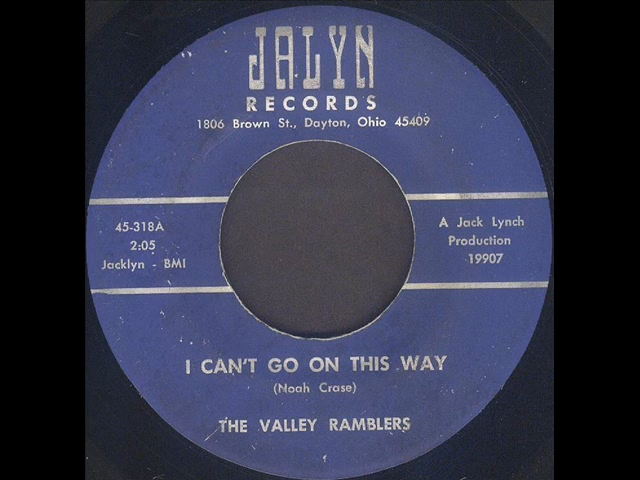 JALYN
RECORDS
1806 Brown St., Dayton, Ohio 45409
45-318A
2:05
Jacklyn - BMI
A Jack Lynch
Production
19907
I CAN'T GO ON THIS WAY
(Noah Crase)
THE VALLEY RAMBLERS